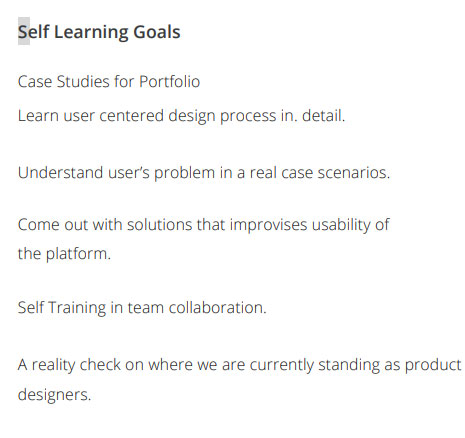 Self Learning Goals
Case Studies for Portfolio
Learn user centered design process in. detail.
Understand user’s problem in a real case scenarios.
Come out with solutions that improvises usability of
the platform.
Self Training in team collaboration.
A reality check on where we are currently standing as product
designers.